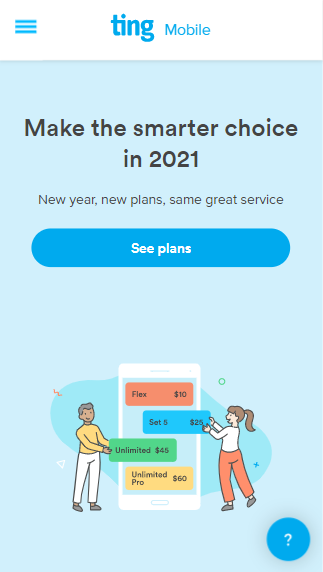 ting Mobile
Make the smarter choice
in 2021
New year, new plans, same great service
See plans
Flex $10
Set 5 $25
Unlimited $45
Unlimited
Pro $60
?